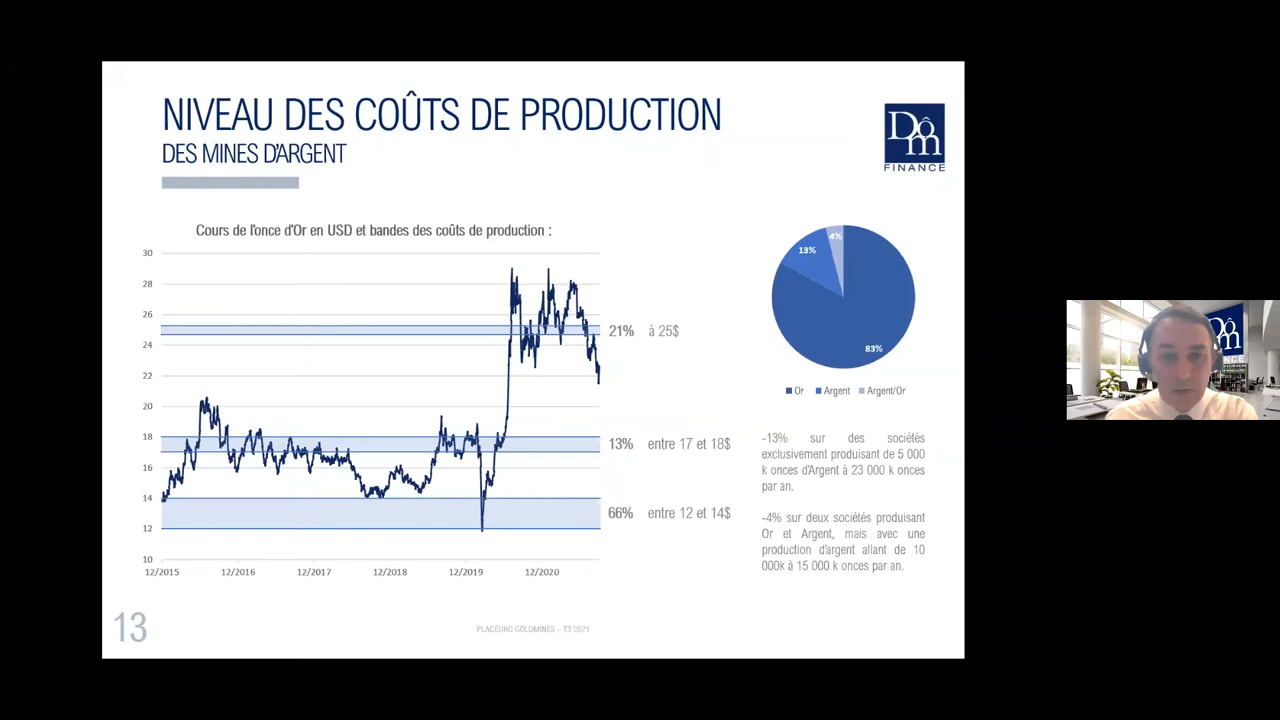 NIVEAU DES COÛTS DE PRODUCTION
DES MINES D'ARGENT
Dôm
FINANCE
Cours de l'once d'Or en USD et bandes des coûts de production :
30
28
26
24
22
20
18
16
14
12
10
12/2015
12/2016
12/2017
12/2018
12/2019
12/2020
21% à 25$
13% entre 17 et 18$
66% entre 12 et 14$
4%
13%
83%
Or
Argent
Argent/Or
-13% sur des sociétés
exclusivement produisant de 5 000
k onces d'Argent à 23 000 k onces
par an.
-4% sur deux sociétés produisant
Or et Argent, mais avec une
production d'argent allant de 10
000k à 15 000 k onces par an.
13
PLACÉURO GOLDMINES – T3 2021
Dôm
FINANCE